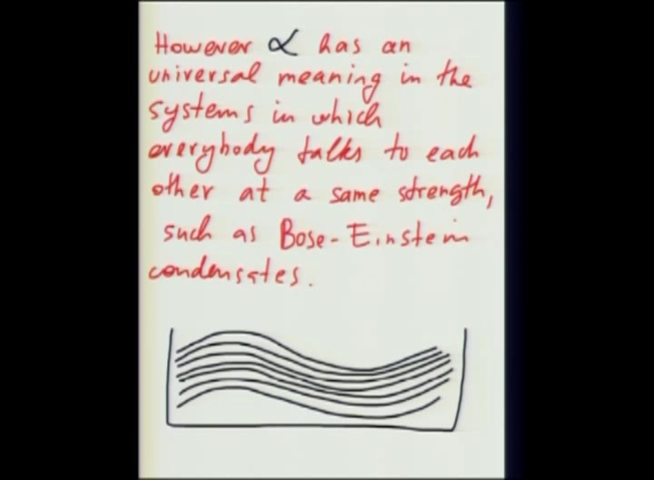 However α has an
universal meaning in the
systems in which
everybody talks to each
other at a same strength,
such as Bose-Einstein
condensates.